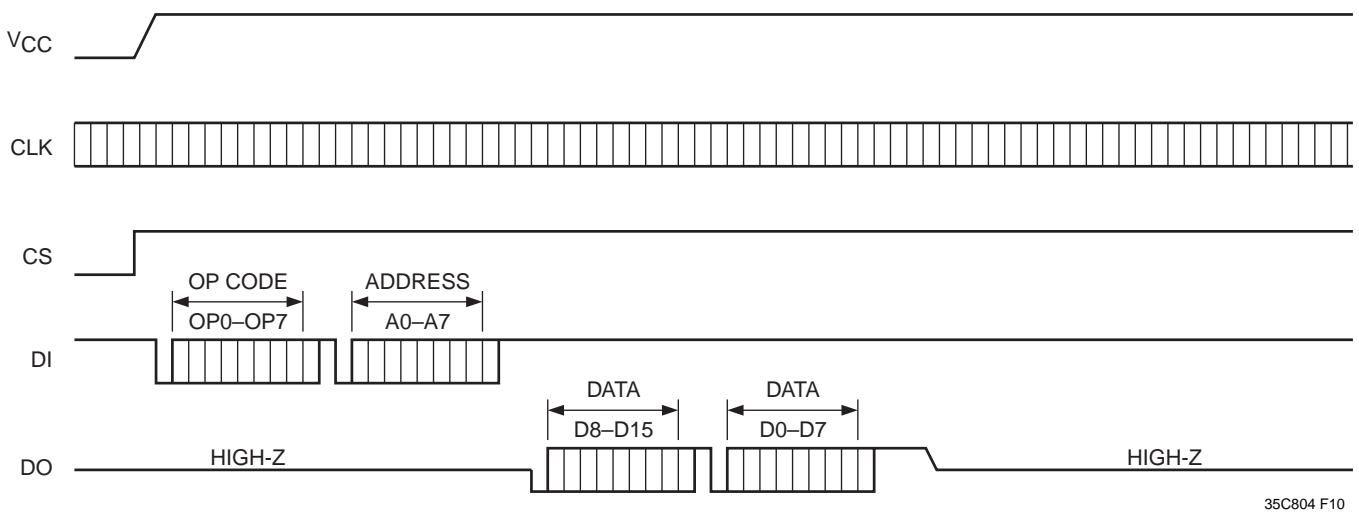 VCC
CLK
CS
OP CODE ADDRESS
OP0–OP7 A0–A7
DI
DATA DATA
D8–D15 D0–D7
DO HIGH-Z HIGH-Z
35C804 F10